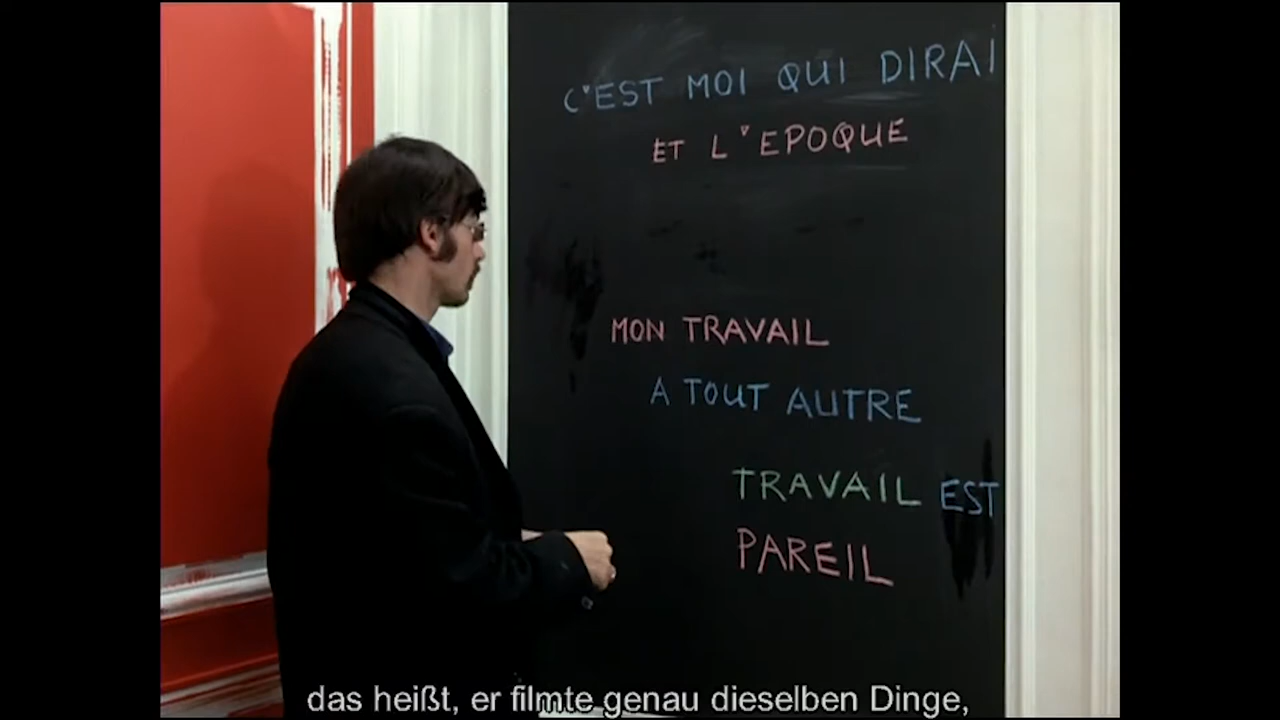 C'EST MOI QUI DIRAI
ET L'EPOQUE
MON TRAVAIL
A TOUT AUTRE
TRAVAIL EST
PAREIL
das heißt, er filmte genau dieselben Dinge,